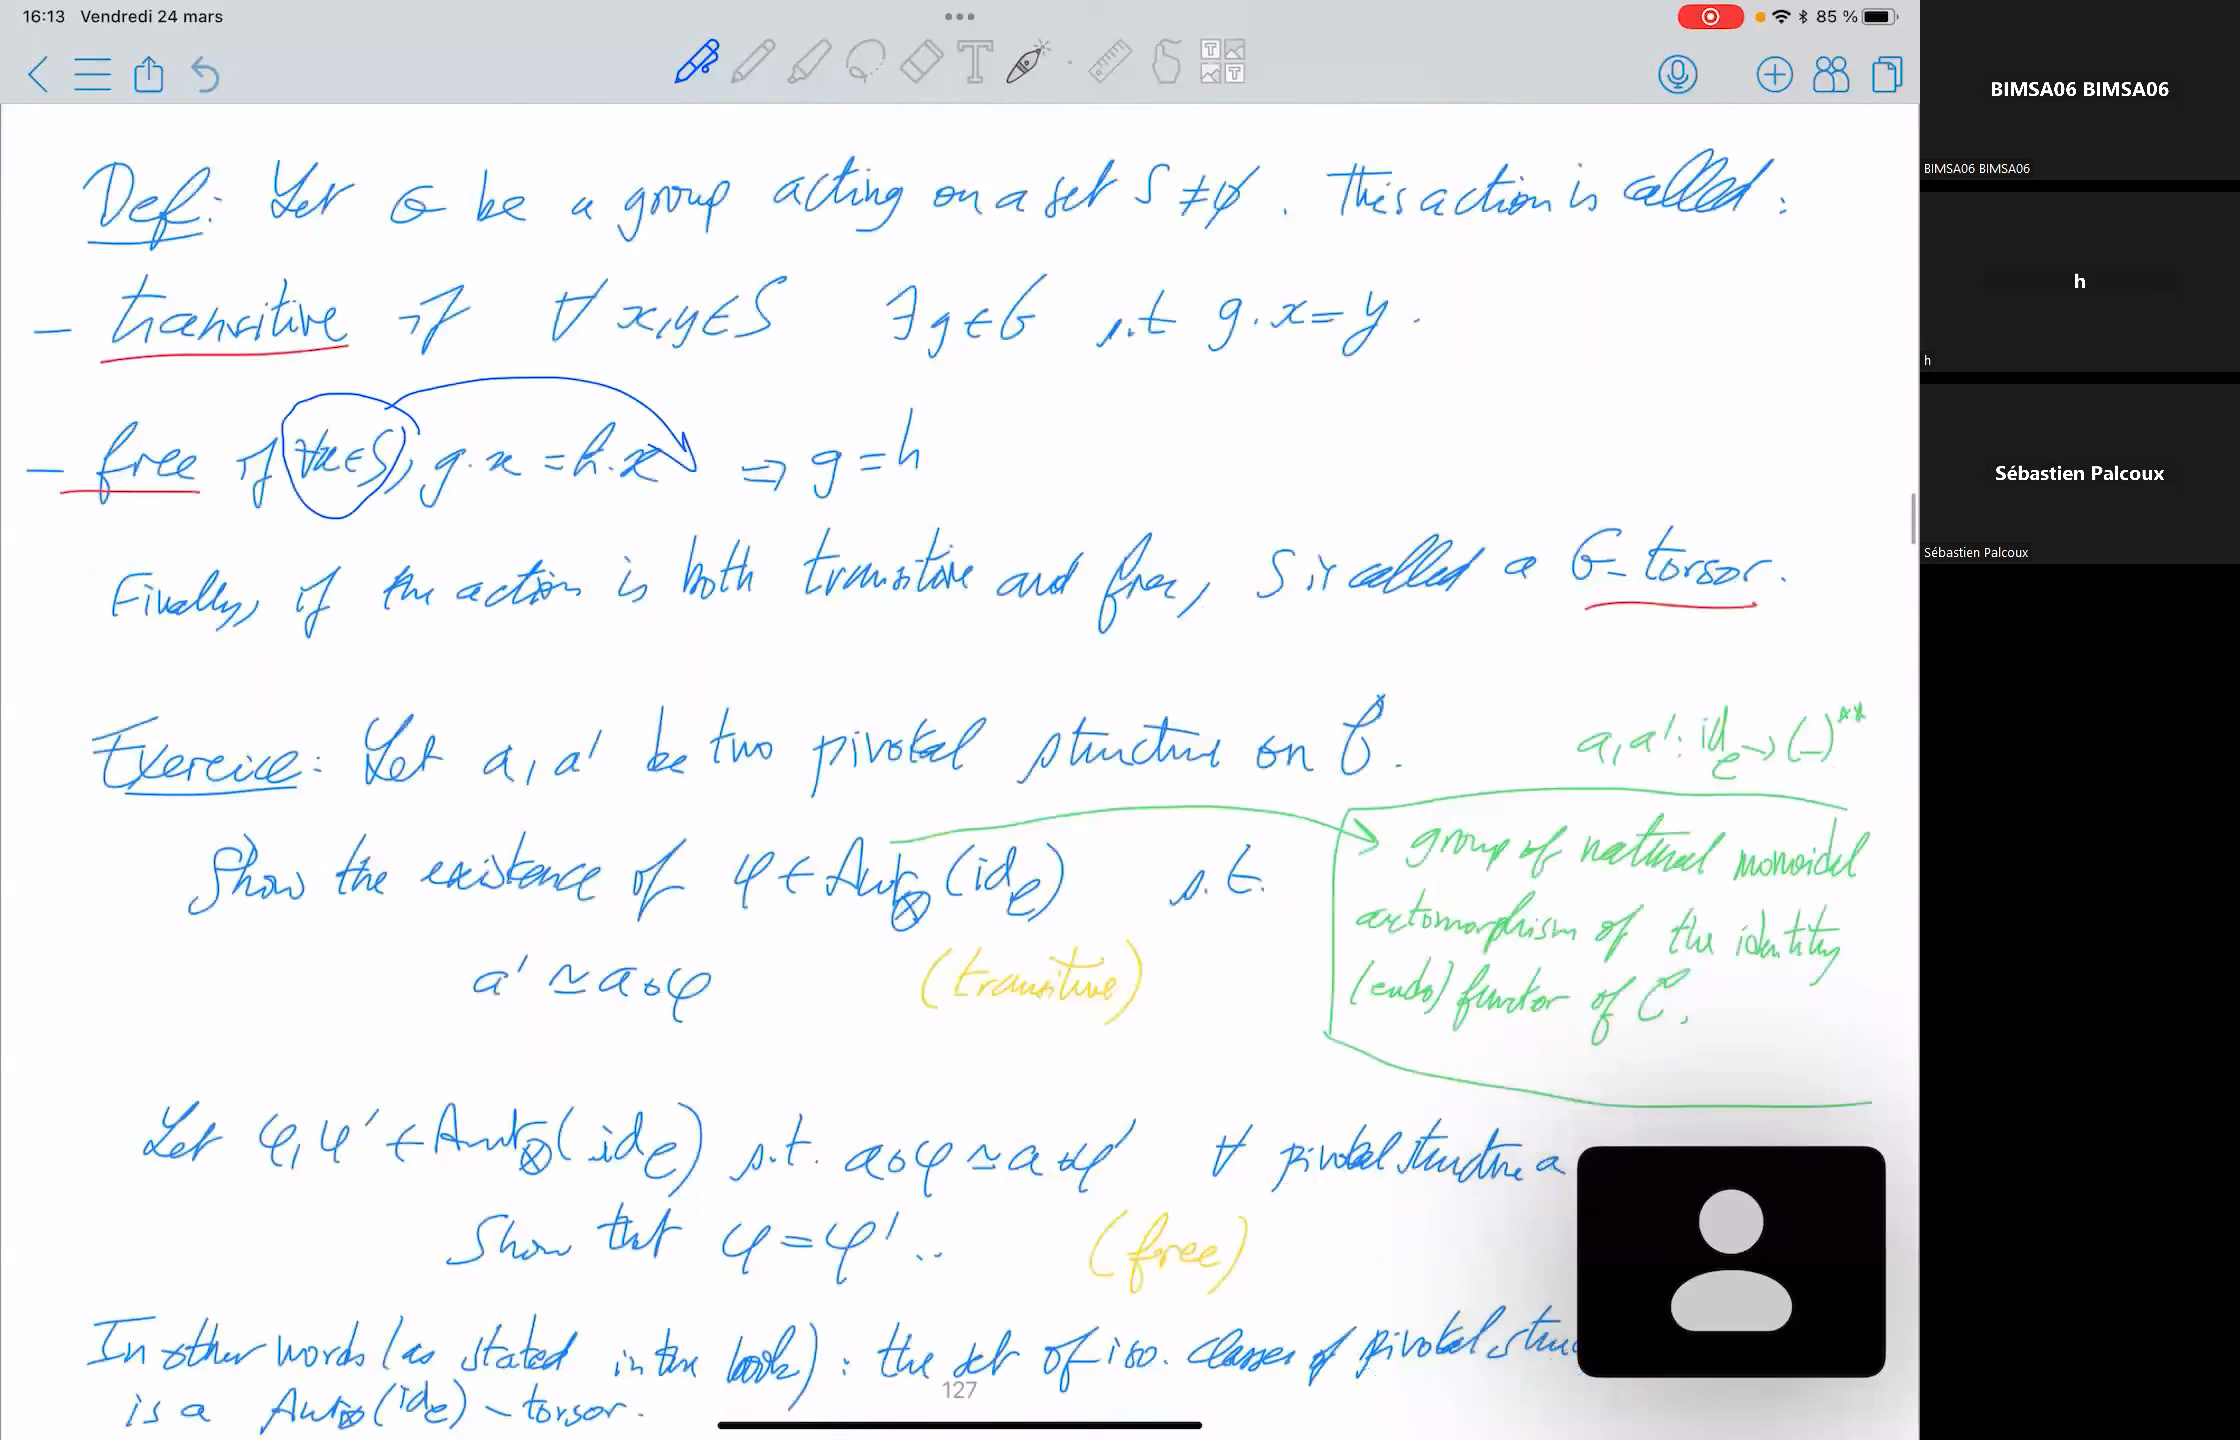 16:13 Vendredi 24 mars
85 %
Def: Let G be a group acting on a set S ≠ ∅. This action is called:
- transitive if ∀ x,y ∈ S ∃ g ∈ G s.t g.x = y.
- free if ∀x ∈ S, g.x = h.x ⇒ g = h
Finally, if the action is both transitive and free, S is called a G-torsor.
Exercice: Let a, a' be two pivotal structure on C.
a, a' : id_C → (_)**
Show the existence of φ ∈ Aut_⊗(id_C) s.t.
a' ≃ a∘φ (transitive)
group of natural monoidal
automorphism of the identity
(endo) functor of C.
Let φ, φ' ∈ Aut_⊗(id_C) s.t. a∘φ ≃ a∘φ' ∀ pivotal structure a
Show that φ = φ'.. (free)
In other words (as stated in the book) : the set of iso. classes of pivotal struc
is a Aut_⊗(id_C) - torsor.
127
BIMSA06 BIMSA06
BIMSA06 BIMSA06
h
h
Sébastien Palcoux
Sébastien Palcoux